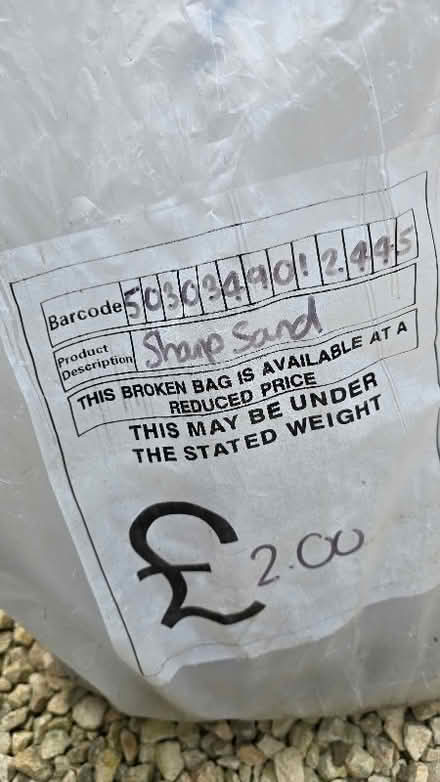 Barcode 5030349012445
Product Description Sharp Sand
THIS BROKEN BAG IS AVAILABLE AT A
REDUCED PRICE
THIS MAY BE UNDER
THE STATED WEIGHT
£2.00